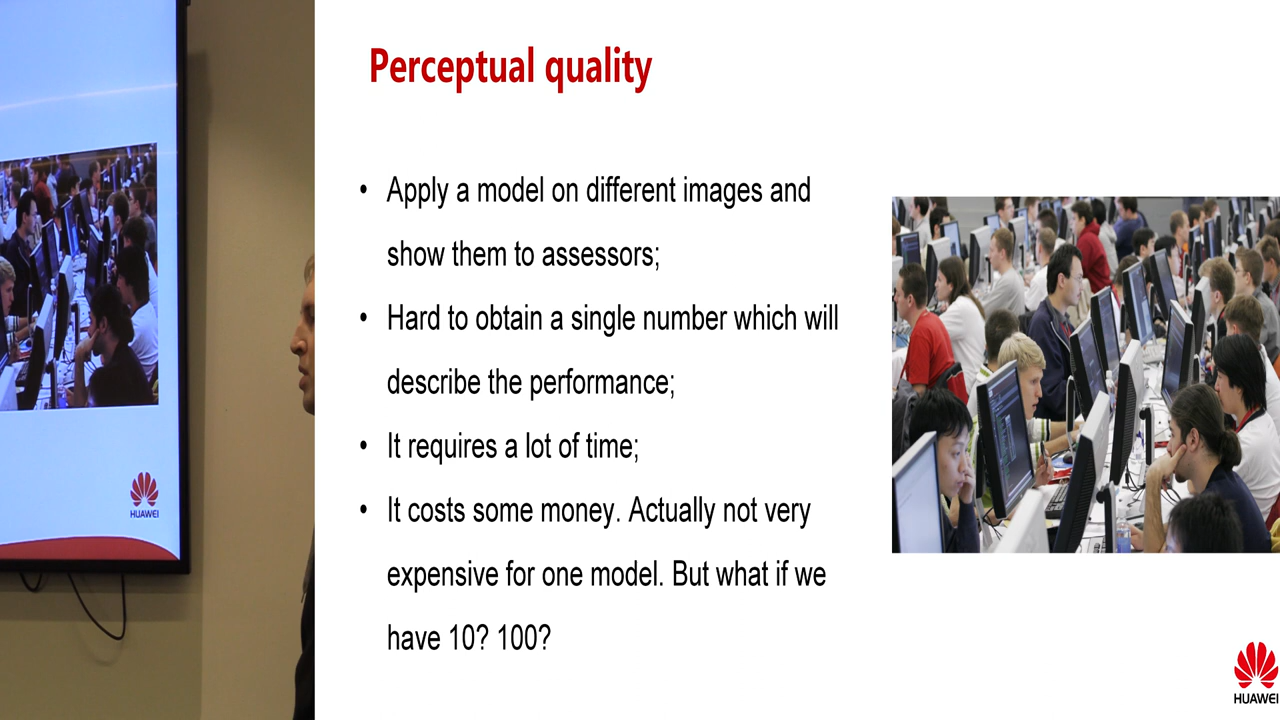 Perceptual quality
• Apply a model on different images and
show them to assessors;
• Hard to obtain a single number which will
describe the performance;
• It requires a lot of time;
• It costs some money. Actually not very
expensive for one model. But what if we
have 10? 100?
HUAWEI
HUAWEI